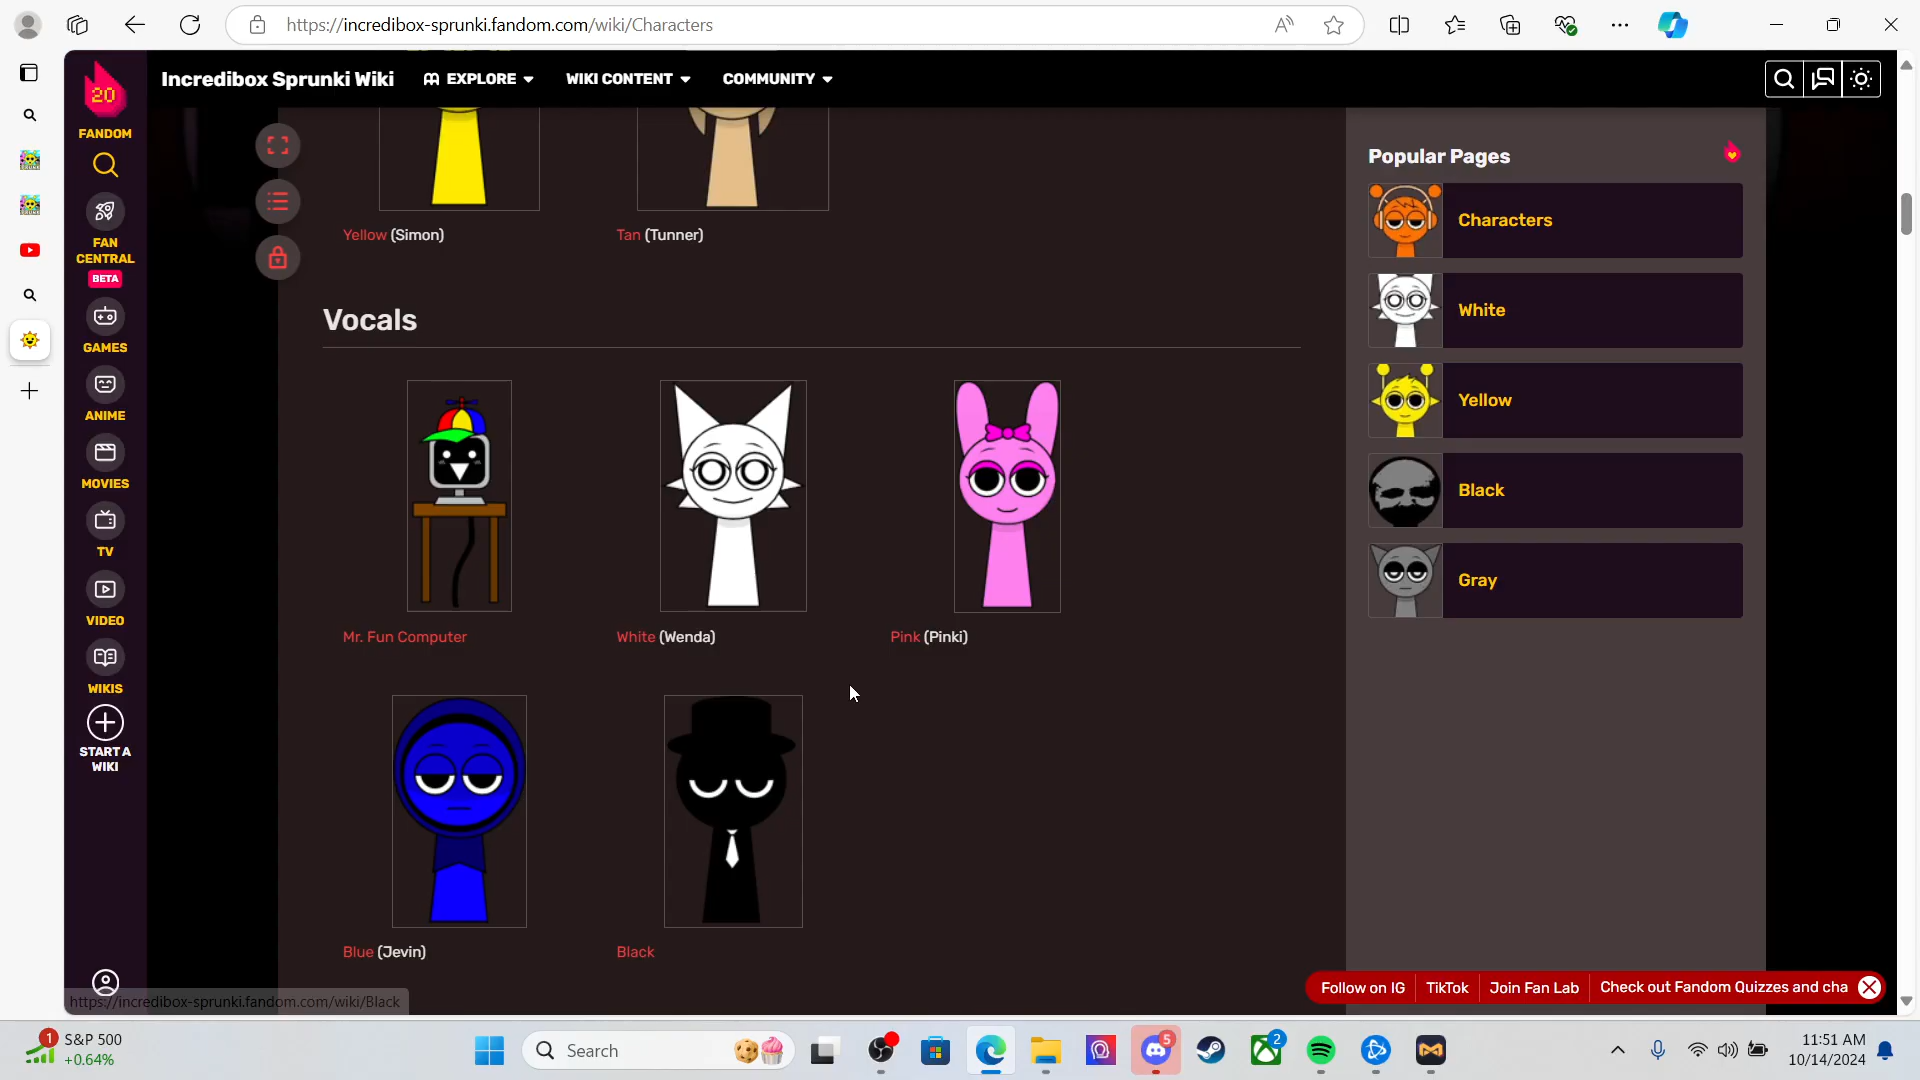 https://incredibox-sprunki.fandom.com/wiki/Characters
20
FANDOM
FAN
CENTRAL
BETA
GAMES
ANIME
MOVIES
TV
VIDEO
WIKIS
START A
WIKI
Incredibox Sprunki Wiki
EXPLORE
WIKI CONTENT
COMMUNITY
Yellow (Simon)
Tan (Tunner)
Vocals
Mr. Fun Computer
White (Wenda)
Pink (Pinki)
Blue (Jevin)
Black
Popular Pages
Characters
White
Yellow
Black
Gray
https://incredibox-sprunki.fandom.com/wiki/Black
Follow on IG
TikTok
Join Fan Lab
Check out Fandom Quizzes and cha
1
S&P 500
+0.64%
Search
5
2
11:51 AM
10/14/2024